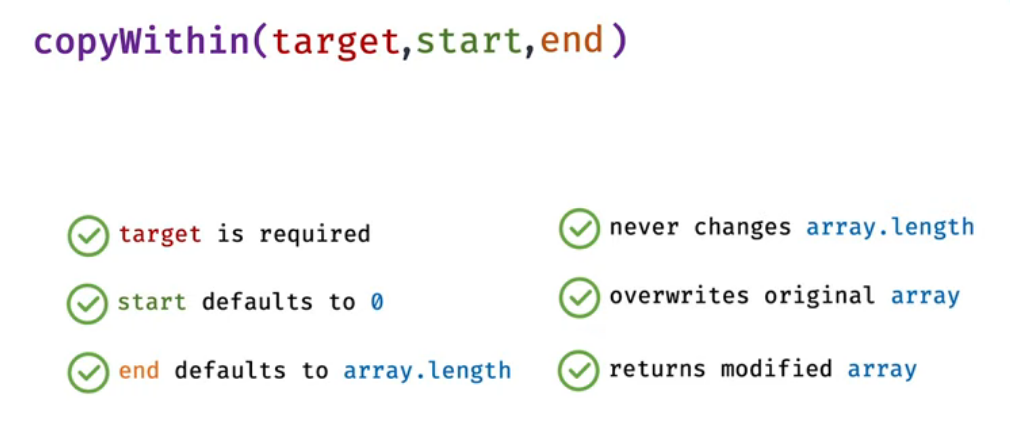 copyWithin(target,start,end)
target is required
start defaults to 0
end defaults to array.length
never changes array.length
overwrites original array
returns modified array